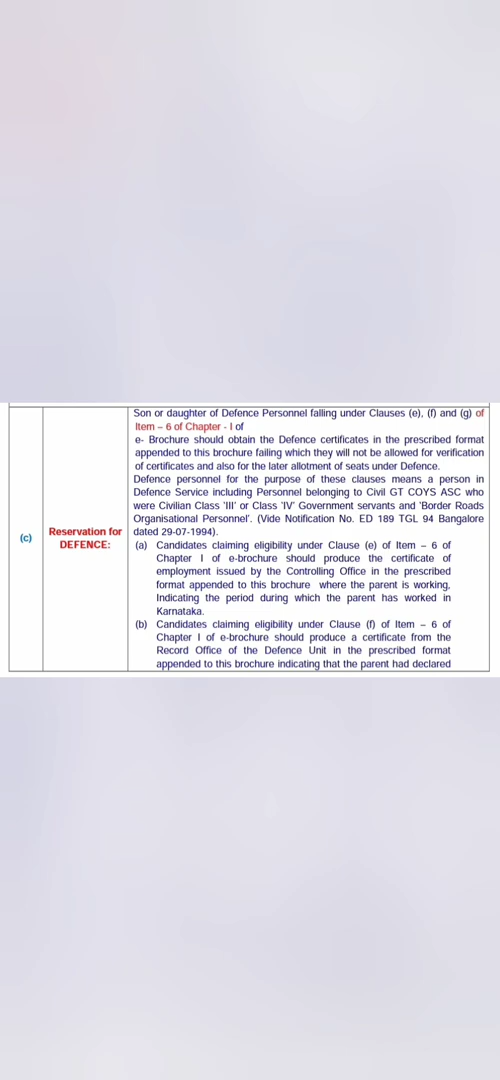 Son or daughter of Defence Personnel falling under Clauses (e), (f) and (g) of
Item – 6 of Chapter - I of
e- Brochure should obtain the Defence certificates in the prescribed format
appended to this brochure failing which they will not be allowed for verification
of certificates and also for the later allotment of seats under Defence.
Defence personnel for the purpose of these clauses means a person in
Defence Service including Personnel belonging to Civil GT COYS ASC who
were Civilian Class 'III' or Class 'IV' Government servants and 'Border Roads
Organisational Personnel'. (Vide Notification No. ED 189 TGL 94 Bangalore
dated 29-07-1994).
(c)
Reservation for
DEFENCE:
(a) Candidates claiming eligibility under Clause (e) of Item – 6 of
Chapter I of e-brochure should produce the certificate of
employment issued by the Controlling Office in the prescribed
format appended to this brochure where the parent is working,
Indicating the period during which the parent has worked in
Karnataka.
(b) Candidates claiming eligibility under Clause (f) of Item – 6 of
Chapter I of e-brochure should produce a certificate from the
Record Office of the Defence Unit in the prescribed format
appended to this brochure indicating that the parent had declared